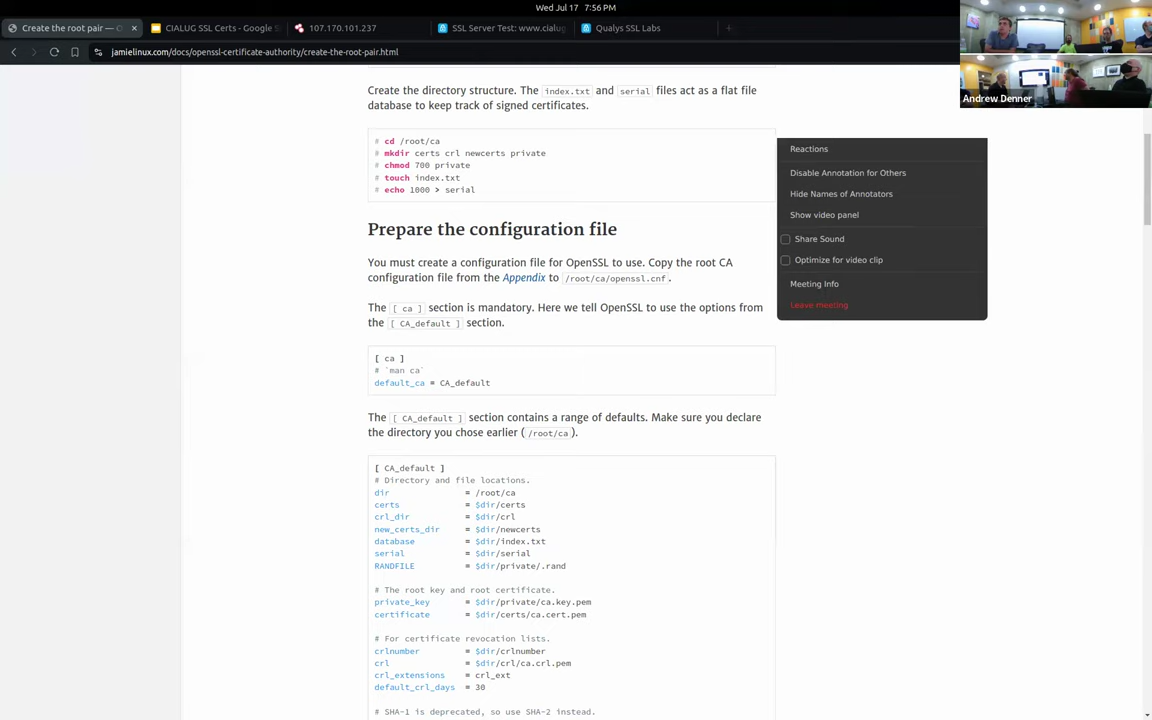 Wed Jul 17 7:56 PM
Create the root pair — C
CIALUG SSL Certs - Google S
107.170.101.237
SSL Server Test: www.cialug
Qualys SSL Labs
jamielinux.com/docs/openssl-certificate-authority/create-the-root-pair.html
Andrew Denner
Create the directory structure. The index.txt and serial files act as a flat file
database to keep track of signed certificates.
# cd /root/ca
# mkdir certs crl newcerts private
# chmod 700 private
# touch index.txt
# echo 1000 > serial
Reactions
Disable Annotation for Others
Hide Names of Annotators
Show video panel
Share Sound
Optimize for video clip
Meeting Info
Leave meeting
Prepare the configuration file
You must create a configuration file for OpenSSL to use. Copy the root CA
configuration file from the Appendix to /root/ca/openssl.cnf.
The [ ca ] section is mandatory. Here we tell OpenSSL to use the options from
the [ CA_default ] section.
[ ca ]
# `man ca`
default_ca = CA_default
The [ CA_default ] section contains a range of defaults. Make sure you declare
the directory you chose earlier (/root/ca).
[ CA_default ]
# Directory and file locations.
dir = /root/ca
certs = $dir/certs
crl_dir = $dir/crl
new_certs_dir = $dir/newcerts
database = $dir/index.txt
serial = $dir/serial
RANDFILE = $dir/private/.rand
# The root key and root certificate.
private_key = $dir/private/ca.key.pem
certificate = $dir/certs/ca.cert.pem
# For certificate revocation lists.
crlnumber = $dir/crlnumber
crl = $dir/crl/ca.crl.pem
crl_extensions = crl_ext
default_crl_days = 30
# SHA-1 is deprecated, so use SHA-2 instead.